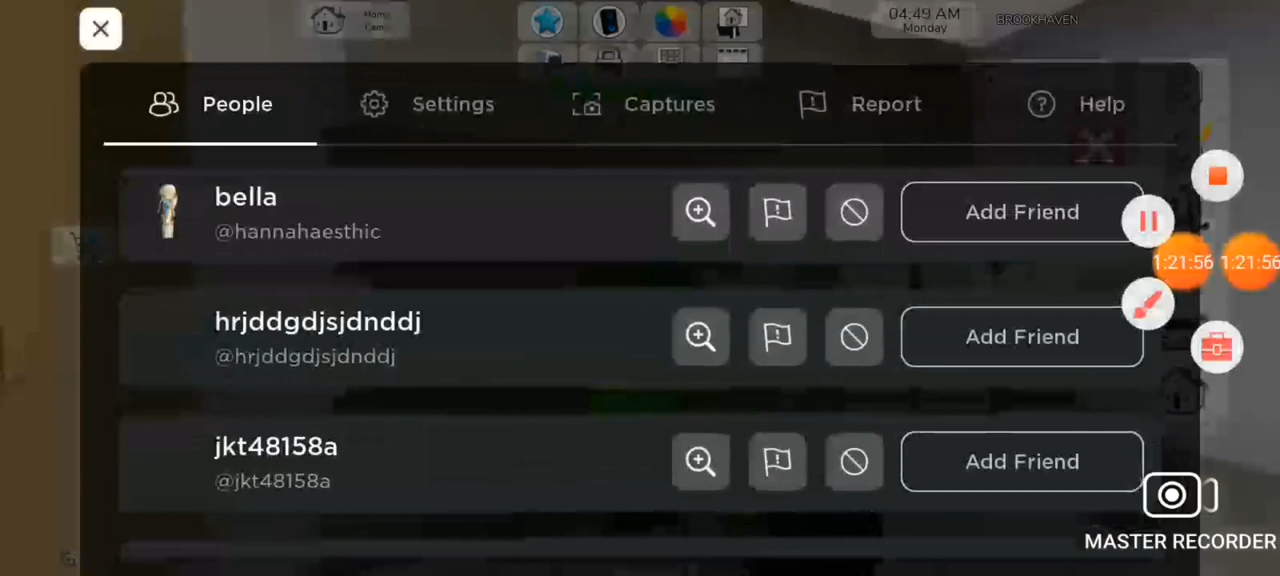 Home
04.49 AM
Monday
BROOKHAVEN
People
Settings
Captures
Report
Help
bella
@hannahaesthic
Add Friend
1:21:56
1:21:56
hrjddgdjsjdnddj
@hrjddgdjsjdnddj
Add Friend
jkt48158a
@jkt48158a
Add Friend
MASTER RECORDER